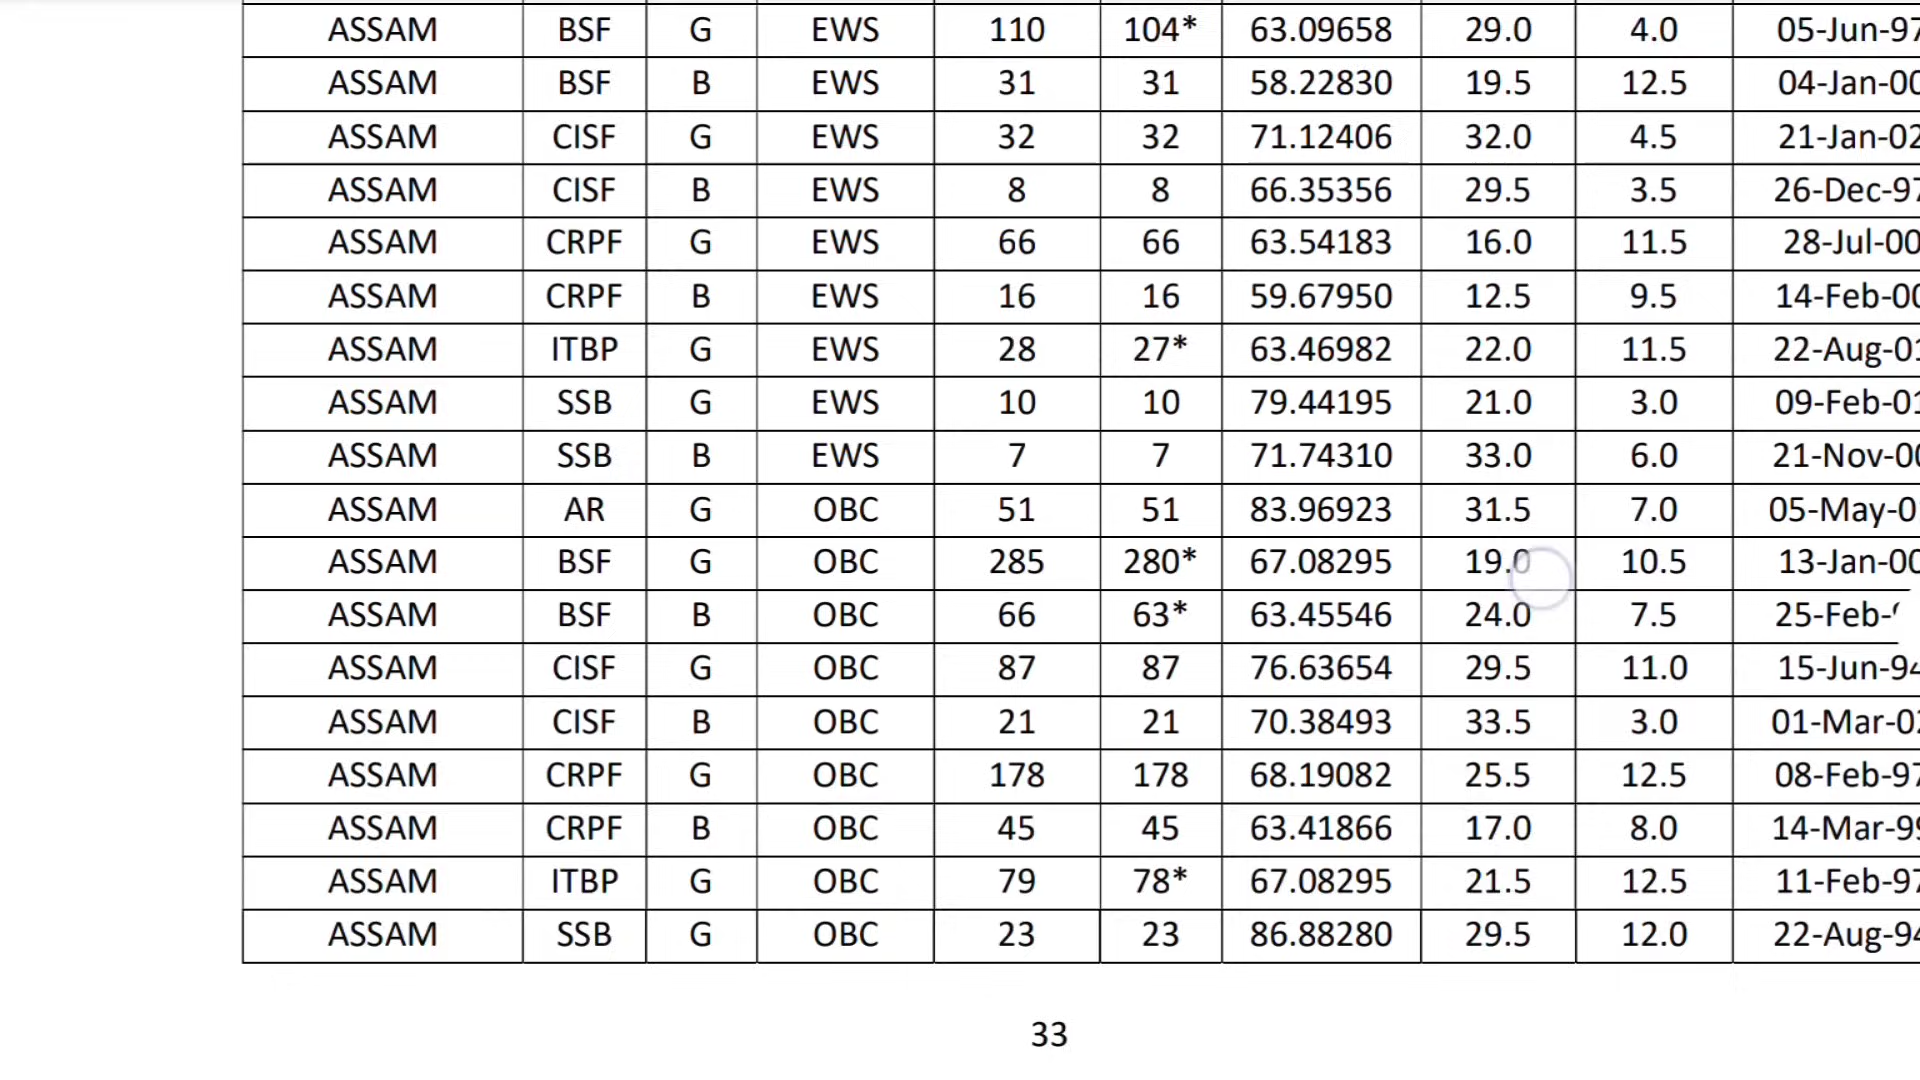 ASSAM BSF G EWS 110 104* 63.09658 29.0 4.0 05-Jun-97
ASSAM BSF B EWS 31 31 58.22830 19.5 12.5 04-Jan-00
ASSAM CISF G EWS 32 32 71.12406 32.0 4.5 21-Jan-02
ASSAM CISF B EWS 8 8 66.35356 29.5 3.5 26-Dec-97
ASSAM CRPF G EWS 66 66 63.54183 16.0 11.5 28-Jul-00
ASSAM CRPF B EWS 16 16 59.67950 12.5 9.5 14-Feb-00
ASSAM ITBP G EWS 28 27* 63.46982 22.0 11.5 22-Aug-01
ASSAM SSB G EWS 10 10 79.44195 21.0 3.0 09-Feb-01
ASSAM SSB B EWS 7 7 71.74310 33.0 6.0 21-Nov-00
ASSAM AR G OBC 51 51 83.96923 31.5 7.0 05-May-0
ASSAM BSF G OBC 285 280* 67.08295 19.0 10.5 13-Jan-00
ASSAM BSF B OBC 66 63* 63.45546 24.0 7.5 25-Feb-
ASSAM CISF G OBC 87 87 76.63654 29.5 11.0 15-Jun-94
ASSAM CISF B OBC 21 21 70.38493 33.5 3.0 01-Mar-02
ASSAM CRPF G OBC 178 178 68.19082 25.5 12.5 08-Feb-97
ASSAM CRPF B OBC 45 45 63.41866 17.0 8.0 14-Mar-99
ASSAM ITBP G OBC 79 78* 67.08295 21.5 12.5 11-Feb-97
ASSAM SSB G OBC 23 23 86.88280 29.5 12.0 22-Aug-94
33